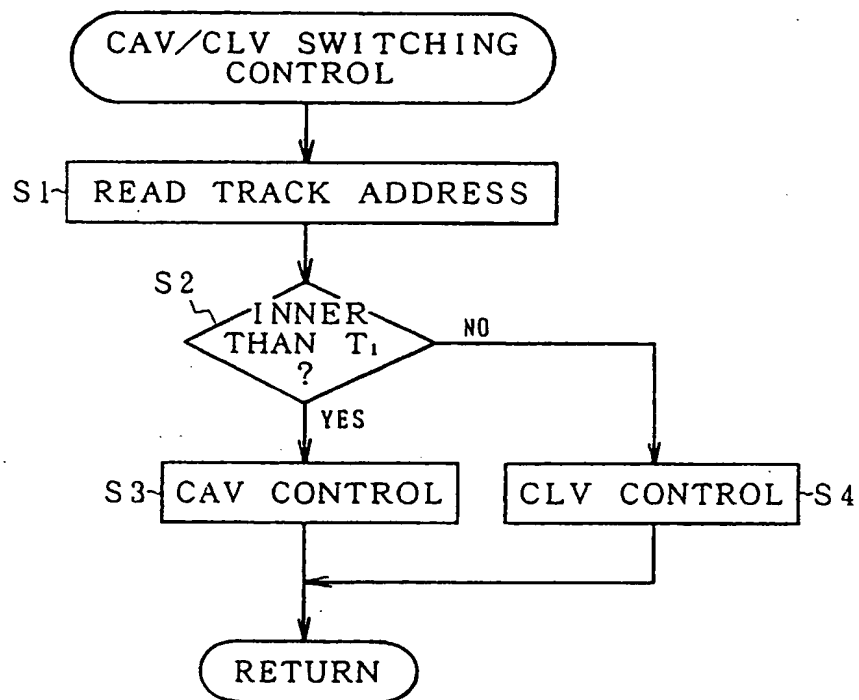 CAV/CLV SWITCHING
CONTROL
S1
READ TRACK ADDRESS
S2
INNER
THAN T₁
?
NO
YES
S3
CAV CONTROL
CLV CONTROL
S4
RETURN